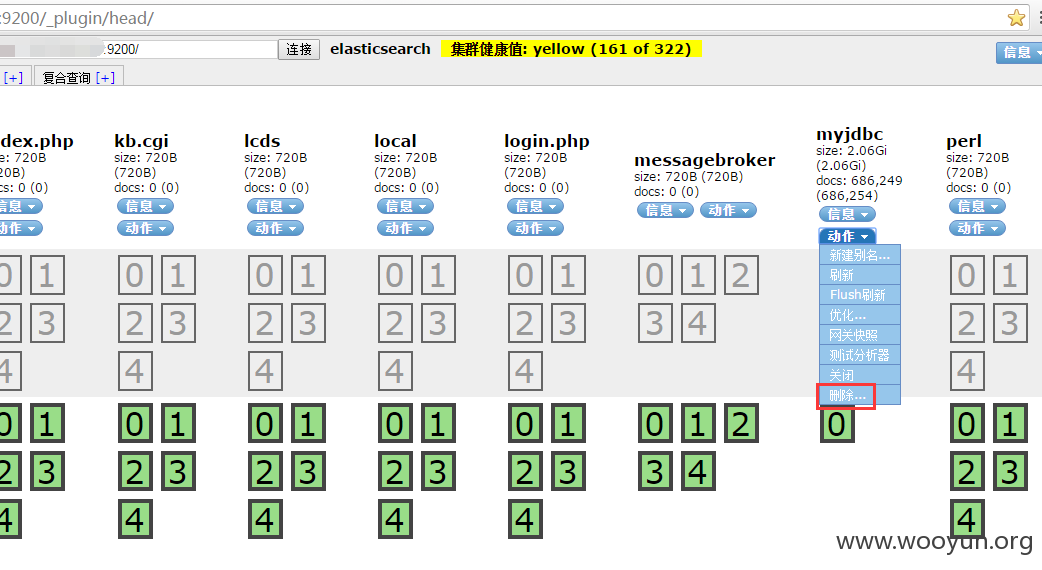 :9200/_plugin/head/
:9200/ 连接 elasticsearch 集群健康值: yellow (161 of 322) 信息
[+] 复合查询 [+]
dex.php
e: 720B
720B)
cs: 0 (0)
信息
动作
kb.cgi
size: 720B
(720B)
docs: 0 (0)
信息
动作
lcds
size: 720B
(720B)
docs: 0 (0)
信息
动作
local
size: 720B
(720B)
docs: 0 (0)
信息
动作
login.php
size: 720B
(720B)
docs: 0 (0)
信息
动作
messagebroker
size: 720B (720B)
docs: 0 (0)
信息 动作
myjdbc
size: 2.06Gi
(2.06Gi)
docs: 686,249
(686,254)
信息
动作
新建别名...
刷新
Flush刷新
优化...
网关快照
测试分析器
关闭
删除...
perl
size: 720B
(720B)
docs: 0 (0)
信息
动作
0 1 0 1 0 1 0 1 0 1 0 1 2 0 1
2 3 2 3 2 3 2 3 2 3 3 4 2 3
4 4 4 4 4 4
0 1 0 1 0 1 0 1 0 1 0 1 2 0 0 1
2 3 2 3 2 3 2 3 2 3 3 4 2 3
4 4 4 4 4 4
www.wooyun.org